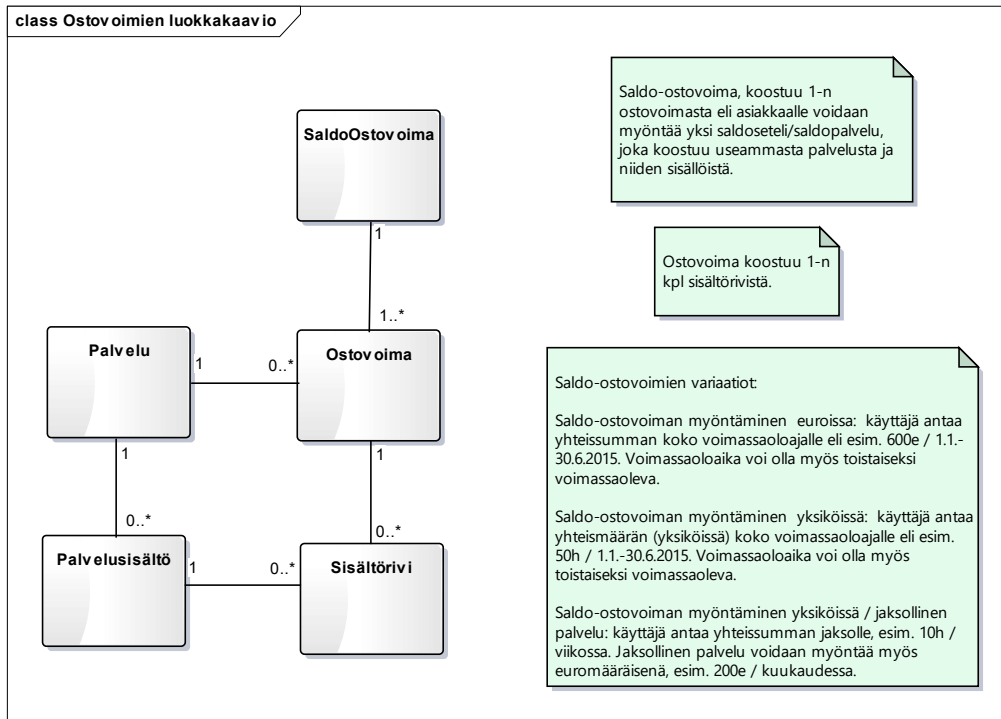 class Ostovoimien luokkakaavio
SaldoOstovoima
1
1..*
Palvelu
1
0..*
Ostovoima
1
1
0..*
0..*
Palvelusisältö
1
0..*
Sisältörivi
Saldo-ostovoima, koostuu 1-n
ostovoimasta eli asiakkaalle voidaan
myöntää yksi saldoseteli/saldopalvelu,
joka koostuu useammasta palvelusta ja
niiden sisällöistä.
Ostovoima koostuu 1-n
kpl sisältörivistä.
Saldo-ostovoimien variaatiot:
Saldo-ostovoiman myöntäminen euroissa: käyttäjä antaa
yhteissumman koko voimassaoloajalle eli esim. 600e / 1.1.-
30.6.2015. Voimassaoloaika voi olla myös toistaiseksi
voimassaoleva.
Saldo-ostovoiman myöntäminen yksiköissä: käyttäjä antaa
yhteismäärän (yksiköissä) koko voimassaoloajalle eli esim.
50h / 1.1.-30.6.2015. Voimassaoloaika voi olla myös
toistaiseksi voimassaoleva.
Saldo-ostovoiman myöntäminen yksiköissä / jaksollinen
palvelu: käyttäjä antaa yhteissumman jaksolle, esim. 10h /
viikossa. Jaksollinen palvelu voidaan myöntää myös
euromääräisenä, esim. 200e / kuukaudessa.